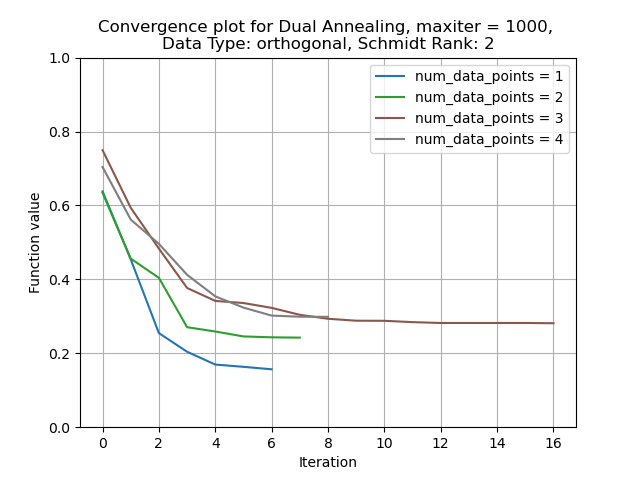 Convergence plot for Dual Annealing, maxiter = 1000,
Data Type: orthogonal, Schmidt Rank: 2
num_data_points = 1
num_data_points = 2
num_data_points = 3
num_data_points = 4
Function value
1.0
0.8
0.6
0.4
0.2
0.0
0 2 4 6 8 10 12 14 16
Iteration